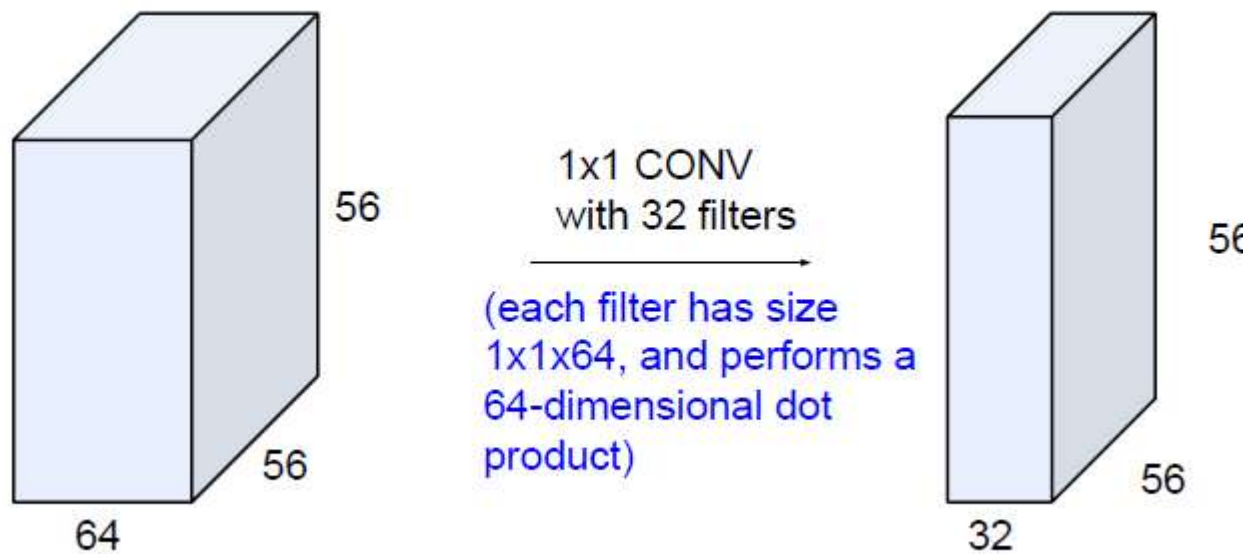 56
56
64
1x1 CONV
with 32 filters
(each filter has size
1x1x64, and performs a
64-dimensional dot
product)
56
56
32